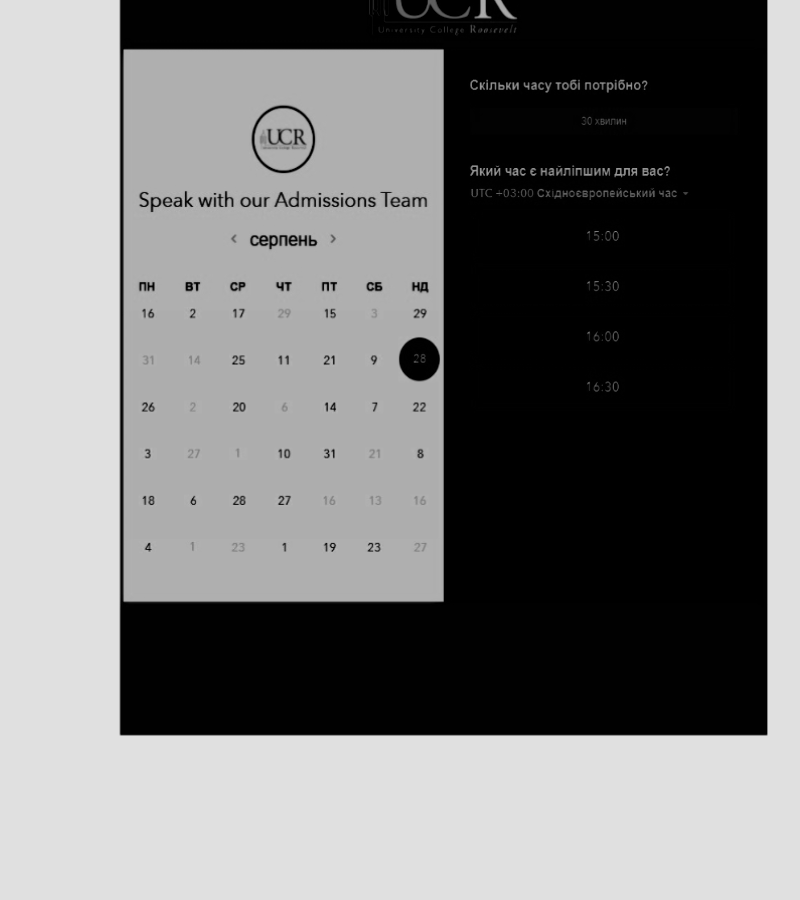 UCR
University College Roosevelt
UCR
Speak with our Admissions Team
‹ серпень ›
ПН ВТ СР ЧТ ПТ СБ НД
16 2 17 29 15 3 29
31 14 25 11 21 9 28
26 2 20 6 14 7 22
3 27 1 10 31 21 8
18 6 28 27 16 13 16
4 1 23 1 19 23 27
Скільки часу тобі потрібно?
30 хвилин
Який час є найліпшим для вас?
UTC +03:00 Східноєвропейський час
15:00
15:30
16:00
16:30